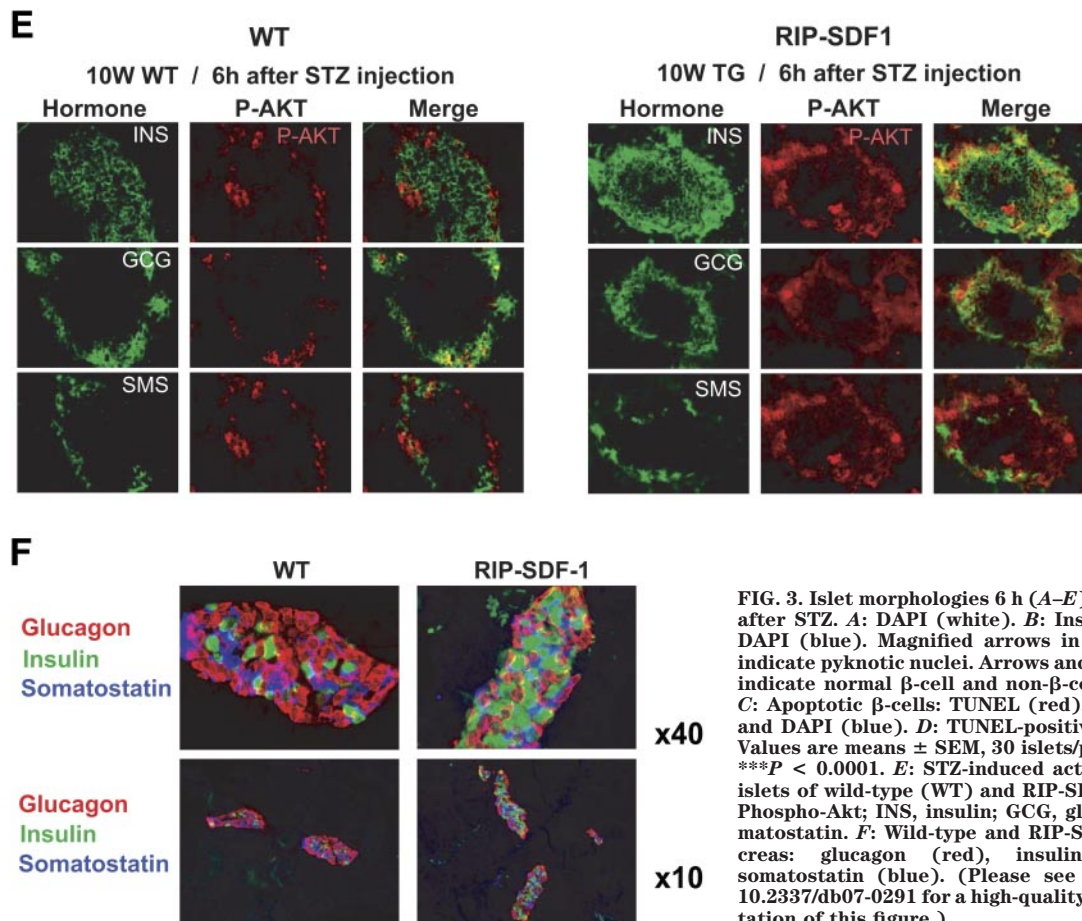 E
WT
10W WT / 6h after STZ injection
Hormone P-AKT Merge
INS P-AKT
GCG
SMS
RIP-SDF1
10W TG / 6h after STZ injection
Hormone P-AKT Merge
INS P-AKT
GCG
SMS
F
WT RIP-SDF-1
Glucagon
Insulin
Somatostatin
x40
Glucagon
Insulin
Somatostatin
x10
FIG. 3. Islet morphologies 6 h (A–E)
after STZ. A: DAPI (white). B: Ins
DAPI (blue). Magnified arrows in
indicate pyknotic nuclei. Arrows and
indicate normal β-cell and non-β-c
C: Apoptotic β-cells: TUNEL (red)
and DAPI (blue). D: TUNEL-positiv
Values are means ± SEM, 30 islets/p
***P < 0.0001. E: STZ-induced act
islets of wild-type (WT) and RIP-S
Phospho-Akt; INS, insulin; GCG, gl
matostatin. F: Wild-type and RIP-S
creas: glucagon (red), insulin
somatostatin (blue). (Please see
10.2337/db07-0291 for a high-quality
tation of this figure.)